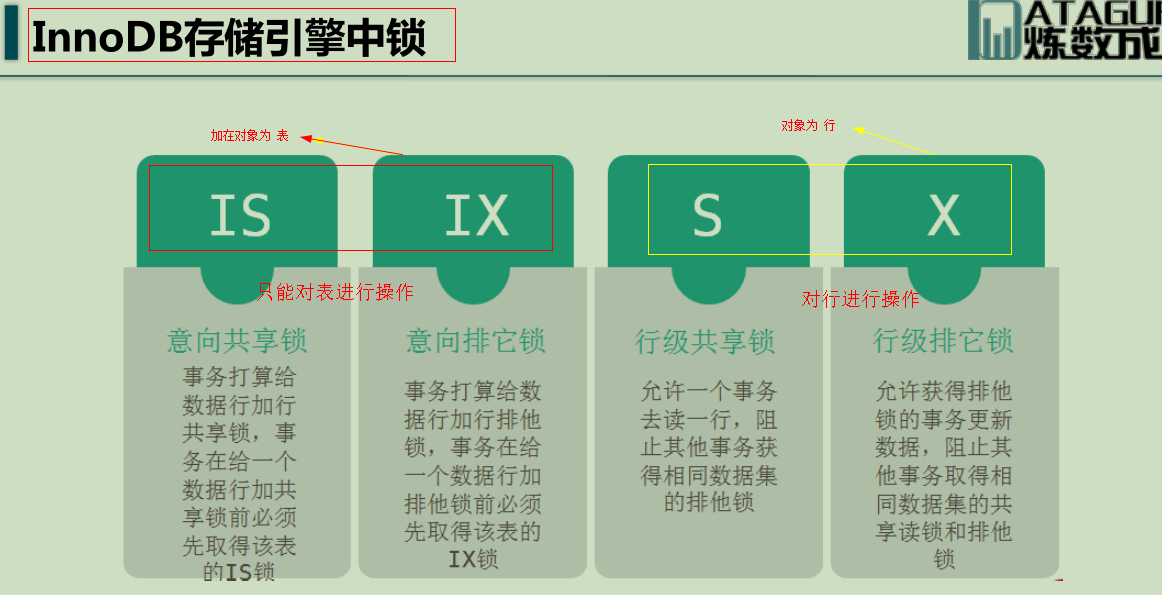 InnoDB存储引擎中锁
ATAGUR
炼数成
加在对象为 表
对象为 行
IS
IX
S
X
只能对表进行操作
对行进行操作
意向共享锁
事务打算给
数据行加行
共享锁，事
务在给一个
数据行加共
享锁前必须
先取得该表
的IS锁
意向排它锁
事务打算给数
据行加行排他
锁，事务在给
一个数据行加
排他锁前必须
先取得该表的
IX锁
行级共享锁
允许一个事务
去读一行，阻
止其他事务获
得相同数据集
的排他锁
行级排它锁
允许获得排他
锁的事务更新
数据，阻止其
他事务取得相
同数据集的共
享读锁和排他
锁